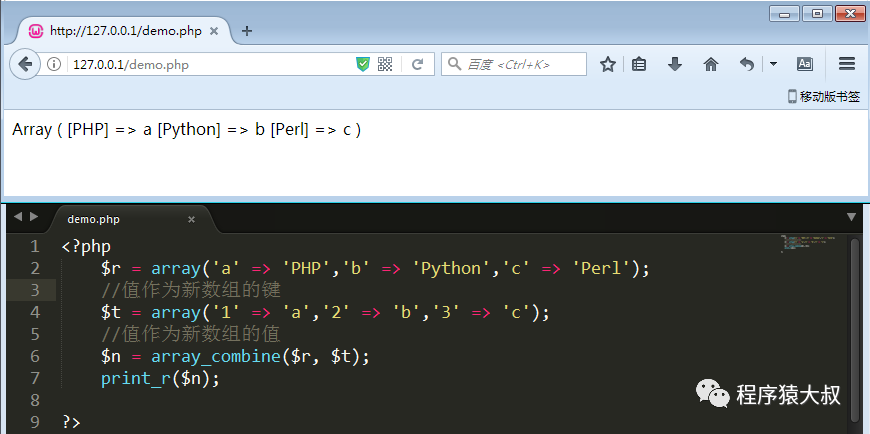 http://127.0.0.1/demo.php
127.0.0.1/demo.php
百度 <Ctrl+K>
移动版书签
Array ( [PHP] => a [Python] => b [Perl] => c )
demo.php
1 <?php
2 $r = array('a' => 'PHP','b' => 'Python','c' => 'Perl');
3 //值作为新数组的键
4 $t = array('1' => 'a','2' => 'b','3' => 'c');
5 //值作为新数组的值
6 $n = array_combine($r, $t);
7 print_r($n);
8
9 ?>
程序猿大叔